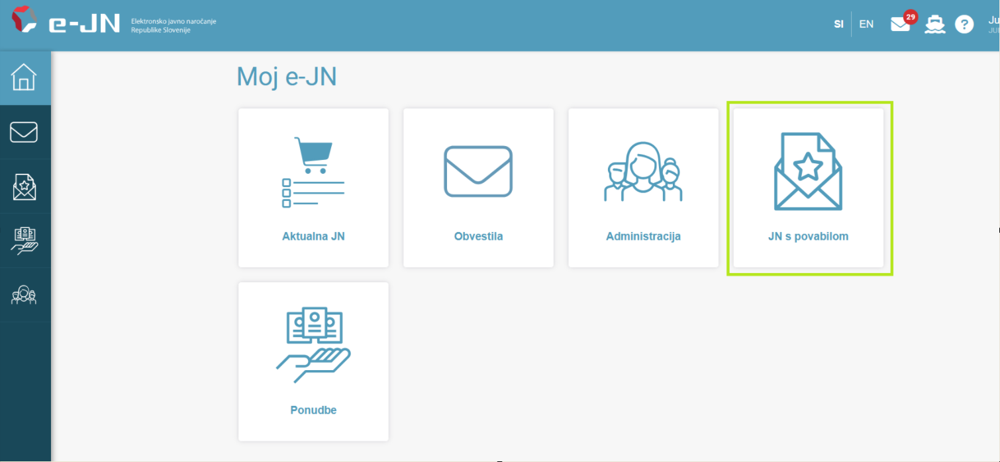 e-JN
Elektronsko javno naročanje
Republike Slovenije
SI
EN
29
?
Moj e-JN
Aktualna JN
Obvestila
Administracija
JN s povabilom
Ponudbe